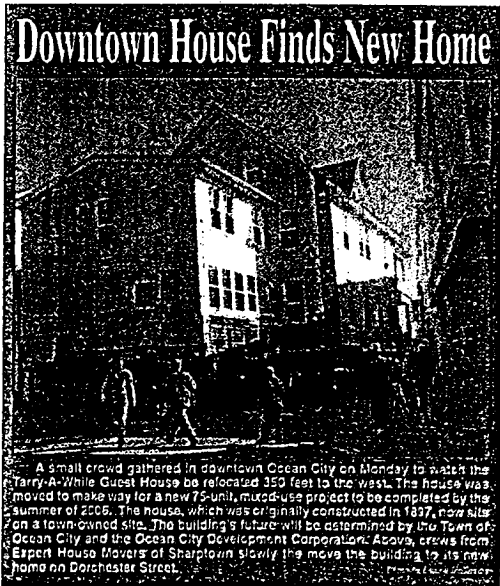 Downtown House Finds New Home
A small crowd gathered in downtown Ocean City on Monday to watch the
Tarry-A-While Guest House be relocated 350 feet to the west. The house was
moved to make way for a new 75-unit, mixed-use project to be completed by the
summer of 2006. The house, which was originally constructed in 1897, now sits
on a town-owned site. The building's future will be determined by the Town of
Ocean City and the Ocean City Development Corporation. Above, crews from
Expert House Movers of Sharptown slowly the move the building to its new
home on Dorchester Street.